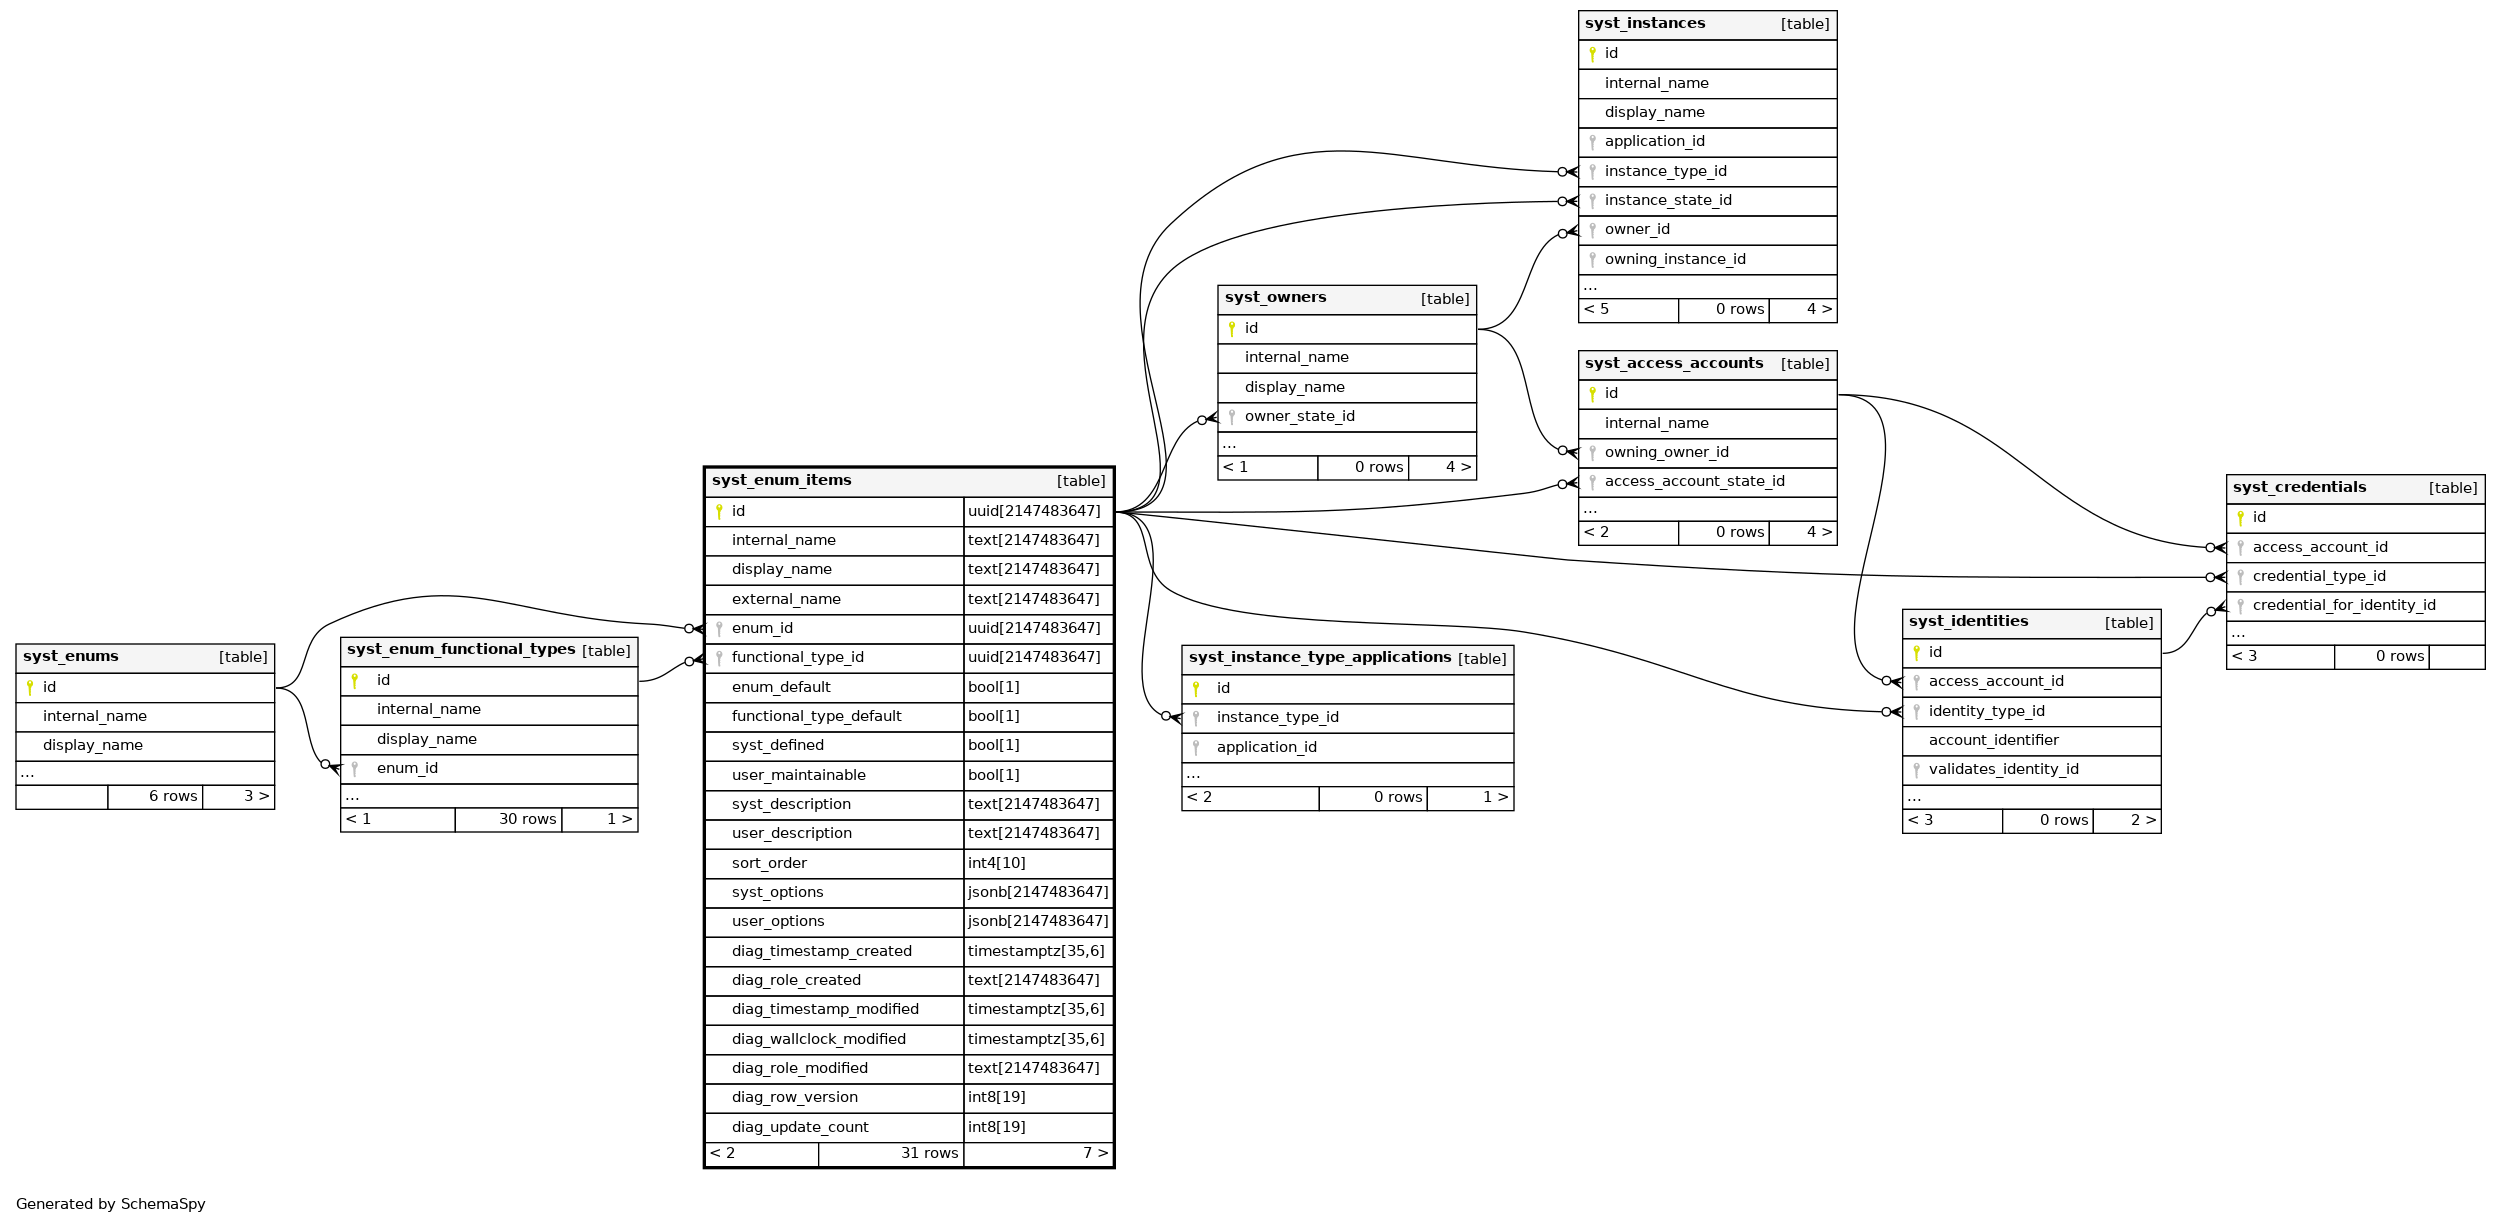 syst_instances [table]
id
internal_name
display_name
application_id
instance_type_id
instance_state_id
owner_id
owning_instance_id
...
< 5 0 rows 4 >
syst_owners [table]
id
internal_name
display_name
owner_state_id
...
< 1 0 rows 4 >
syst_access_accounts [table]
id
internal_name
owning_owner_id
access_account_state_id
...
< 2 0 rows 4 >
syst_credentials [table]
id
access_account_id
credential_type_id
credential_for_identity_id
...
< 3 0 rows
syst_enums [table]
id
internal_name
display_name
...
6 rows 3 >
syst_enum_functional_types [table]
id
internal_name
display_name
enum_id
...
< 1 30 rows 1 >
syst_enum_items [table]
id uuid[2147483647]
internal_name text[2147483647]
display_name text[2147483647]
external_name text[2147483647]
enum_id uuid[2147483647]
functional_type_id uuid[2147483647]
enum_default bool[1]
functional_type_default bool[1]
syst_defined bool[1]
user_maintainable bool[1]
syst_description text[2147483647]
user_description text[2147483647]
sort_order int4[10]
syst_options jsonb[2147483647]
user_options jsonb[2147483647]
diag_timestamp_created timestamptz[35,6]
diag_role_created text[2147483647]
diag_timestamp_modified timestamptz[35,6]
diag_wallclock_modified timestamptz[35,6]
diag_role_modified text[2147483647]
diag_row_version int8[19]
diag_update_count int8[19]
< 2 31 rows 7 >
syst_instance_type_applications [table]
id
instance_type_id
application_id
...
< 2 0 rows 1 >
syst_identities [table]
id
access_account_id
identity_type_id
account_identifier
validates_identity_id
...
< 3 0 rows 2 >
Generated by SchemaSpy